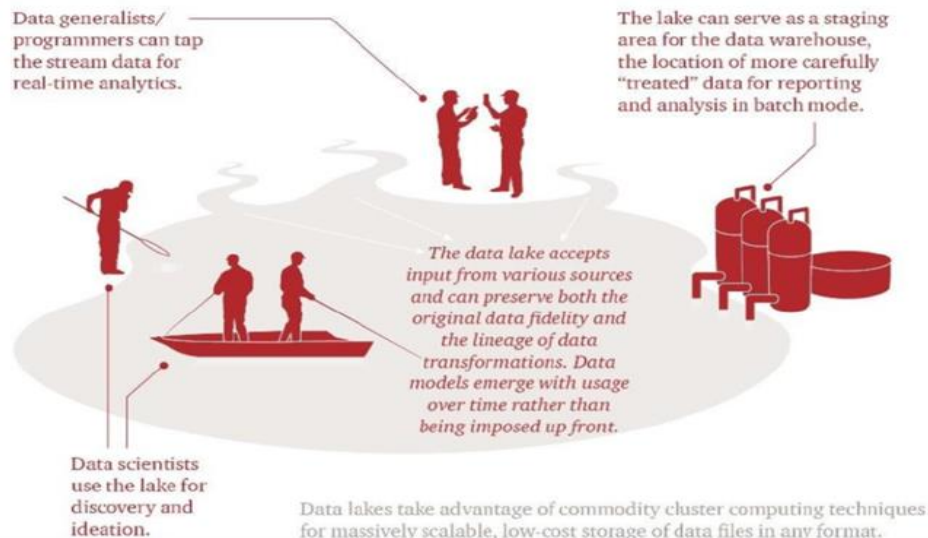 Data generalists/
programmers can tap
the stream data for
real-time analytics.
The lake can serve as a staging
area for the data warehouse,
the location of more carefully
“treated” data for reporting
and analysis in batch mode.
The data lake accepts
input from various sources
and can preserve both the
original data fidelity and
the lineage of data
transformations. Data
models emerge with usage
over time rather than
being imposed up front.
Data scientists
use the lake for
discovery and
ideation.
Data lakes take advantage of commodity cluster computing techniques
for massively scalable, low-cost storage of data files in any format.